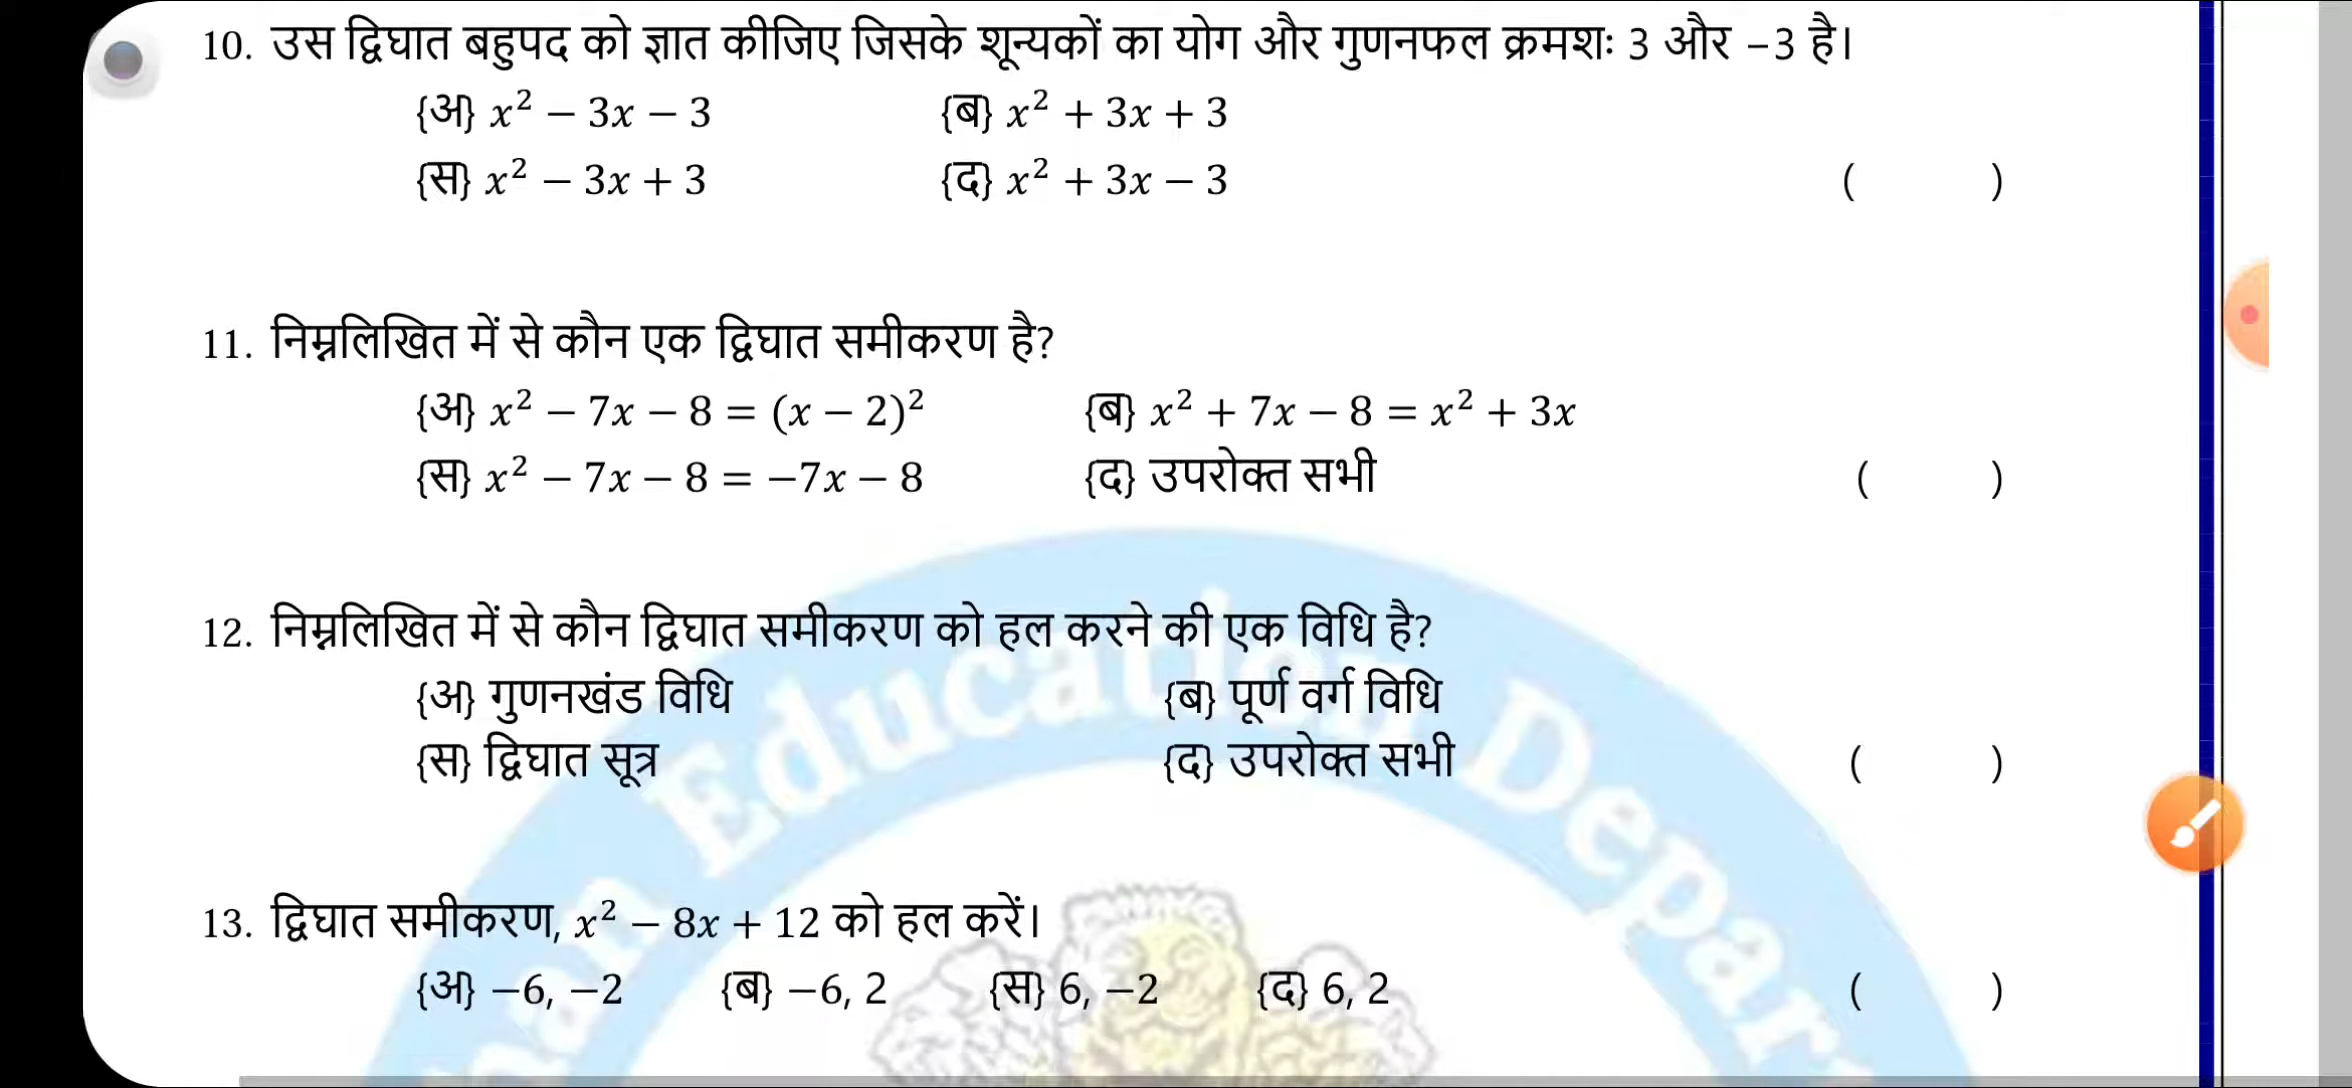 10. उस द्विघात बहुपद को ज्ञात कीजिए जिसके शून्यकों का योग और गुणनफल क्रमशः 3 और −3 है।
{अ} x² − 3x − 3 {ब} x² + 3x + 3
{स} x² − 3x + 3 {द} x² + 3x − 3 ( )
11. निम्नलिखित में से कौन एक द्विघात समीकरण है?
{अ} x² − 7x − 8 = (x − 2)² {ब} x² + 7x − 8 = x² + 3x
{स} x² − 7x − 8 = −7x − 8 {द} उपरोक्त सभी ( )
12. निम्नलिखित में से कौन द्विघात समीकरण को हल करने की एक विधि है?
{अ} गुणनखंड विधि {ब} पूर्ण वर्ग विधि
{स} द्विघात सूत्र {द} उपरोक्त सभी ( )
13. द्विघात समीकरण, x² − 8x + 12 को हल करें।
{अ} −6, −2 {ब} −6, 2 {स} 6, −2 {द} 6, 2 ( )
Education